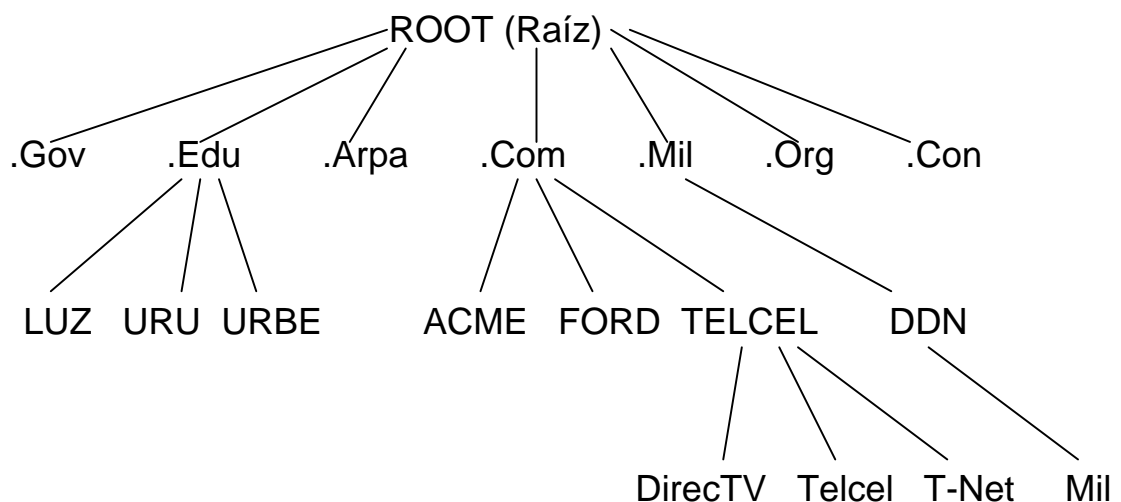 ROOT (Raíz)
.Gov .Edu .Arpa .Com .Mil .Org .Con
LUZ URU URBE ACME FORD TELCEL DDN
DirecTV Telcel T-Net Mil